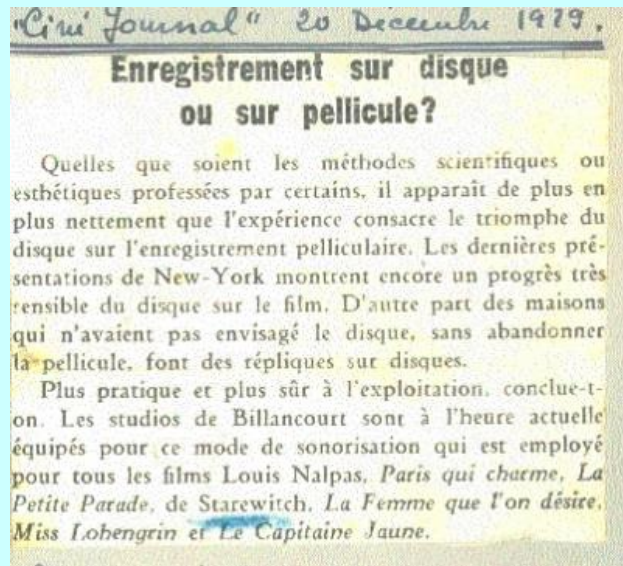 "Ciné Journal" 20 Décembre 1929.
Enregistrement sur disque
ou sur pellicule?
Quelles que soient les méthodes scientifiques ou
esthétiques professées par certains, il apparaît de plus en
plus nettement que l'expérience consacre le triomphe du
disque sur l'enregistrement pelliculaire. Les dernières pré-
sentations de New-York montrent encore un progrès très
sensible du disque sur le film. D'autre part des maisons
qui n'avaient pas envisagé le disque, sans abandonner
la pellicule, font des répliques sur disques.
Plus pratique et plus sûr à l'exploitation, conclue-t-
on. Les studios de Billancourt sont à l'heure actuelle
équipés pour ce mode de sonorisation qui est employé
pour tous les films Louis Nalpas, Paris qui charme, La
Petite Parade, de Starewitch, La Femme que l'on désire,
Miss Lohengrin et Le Capitaine Jaune.